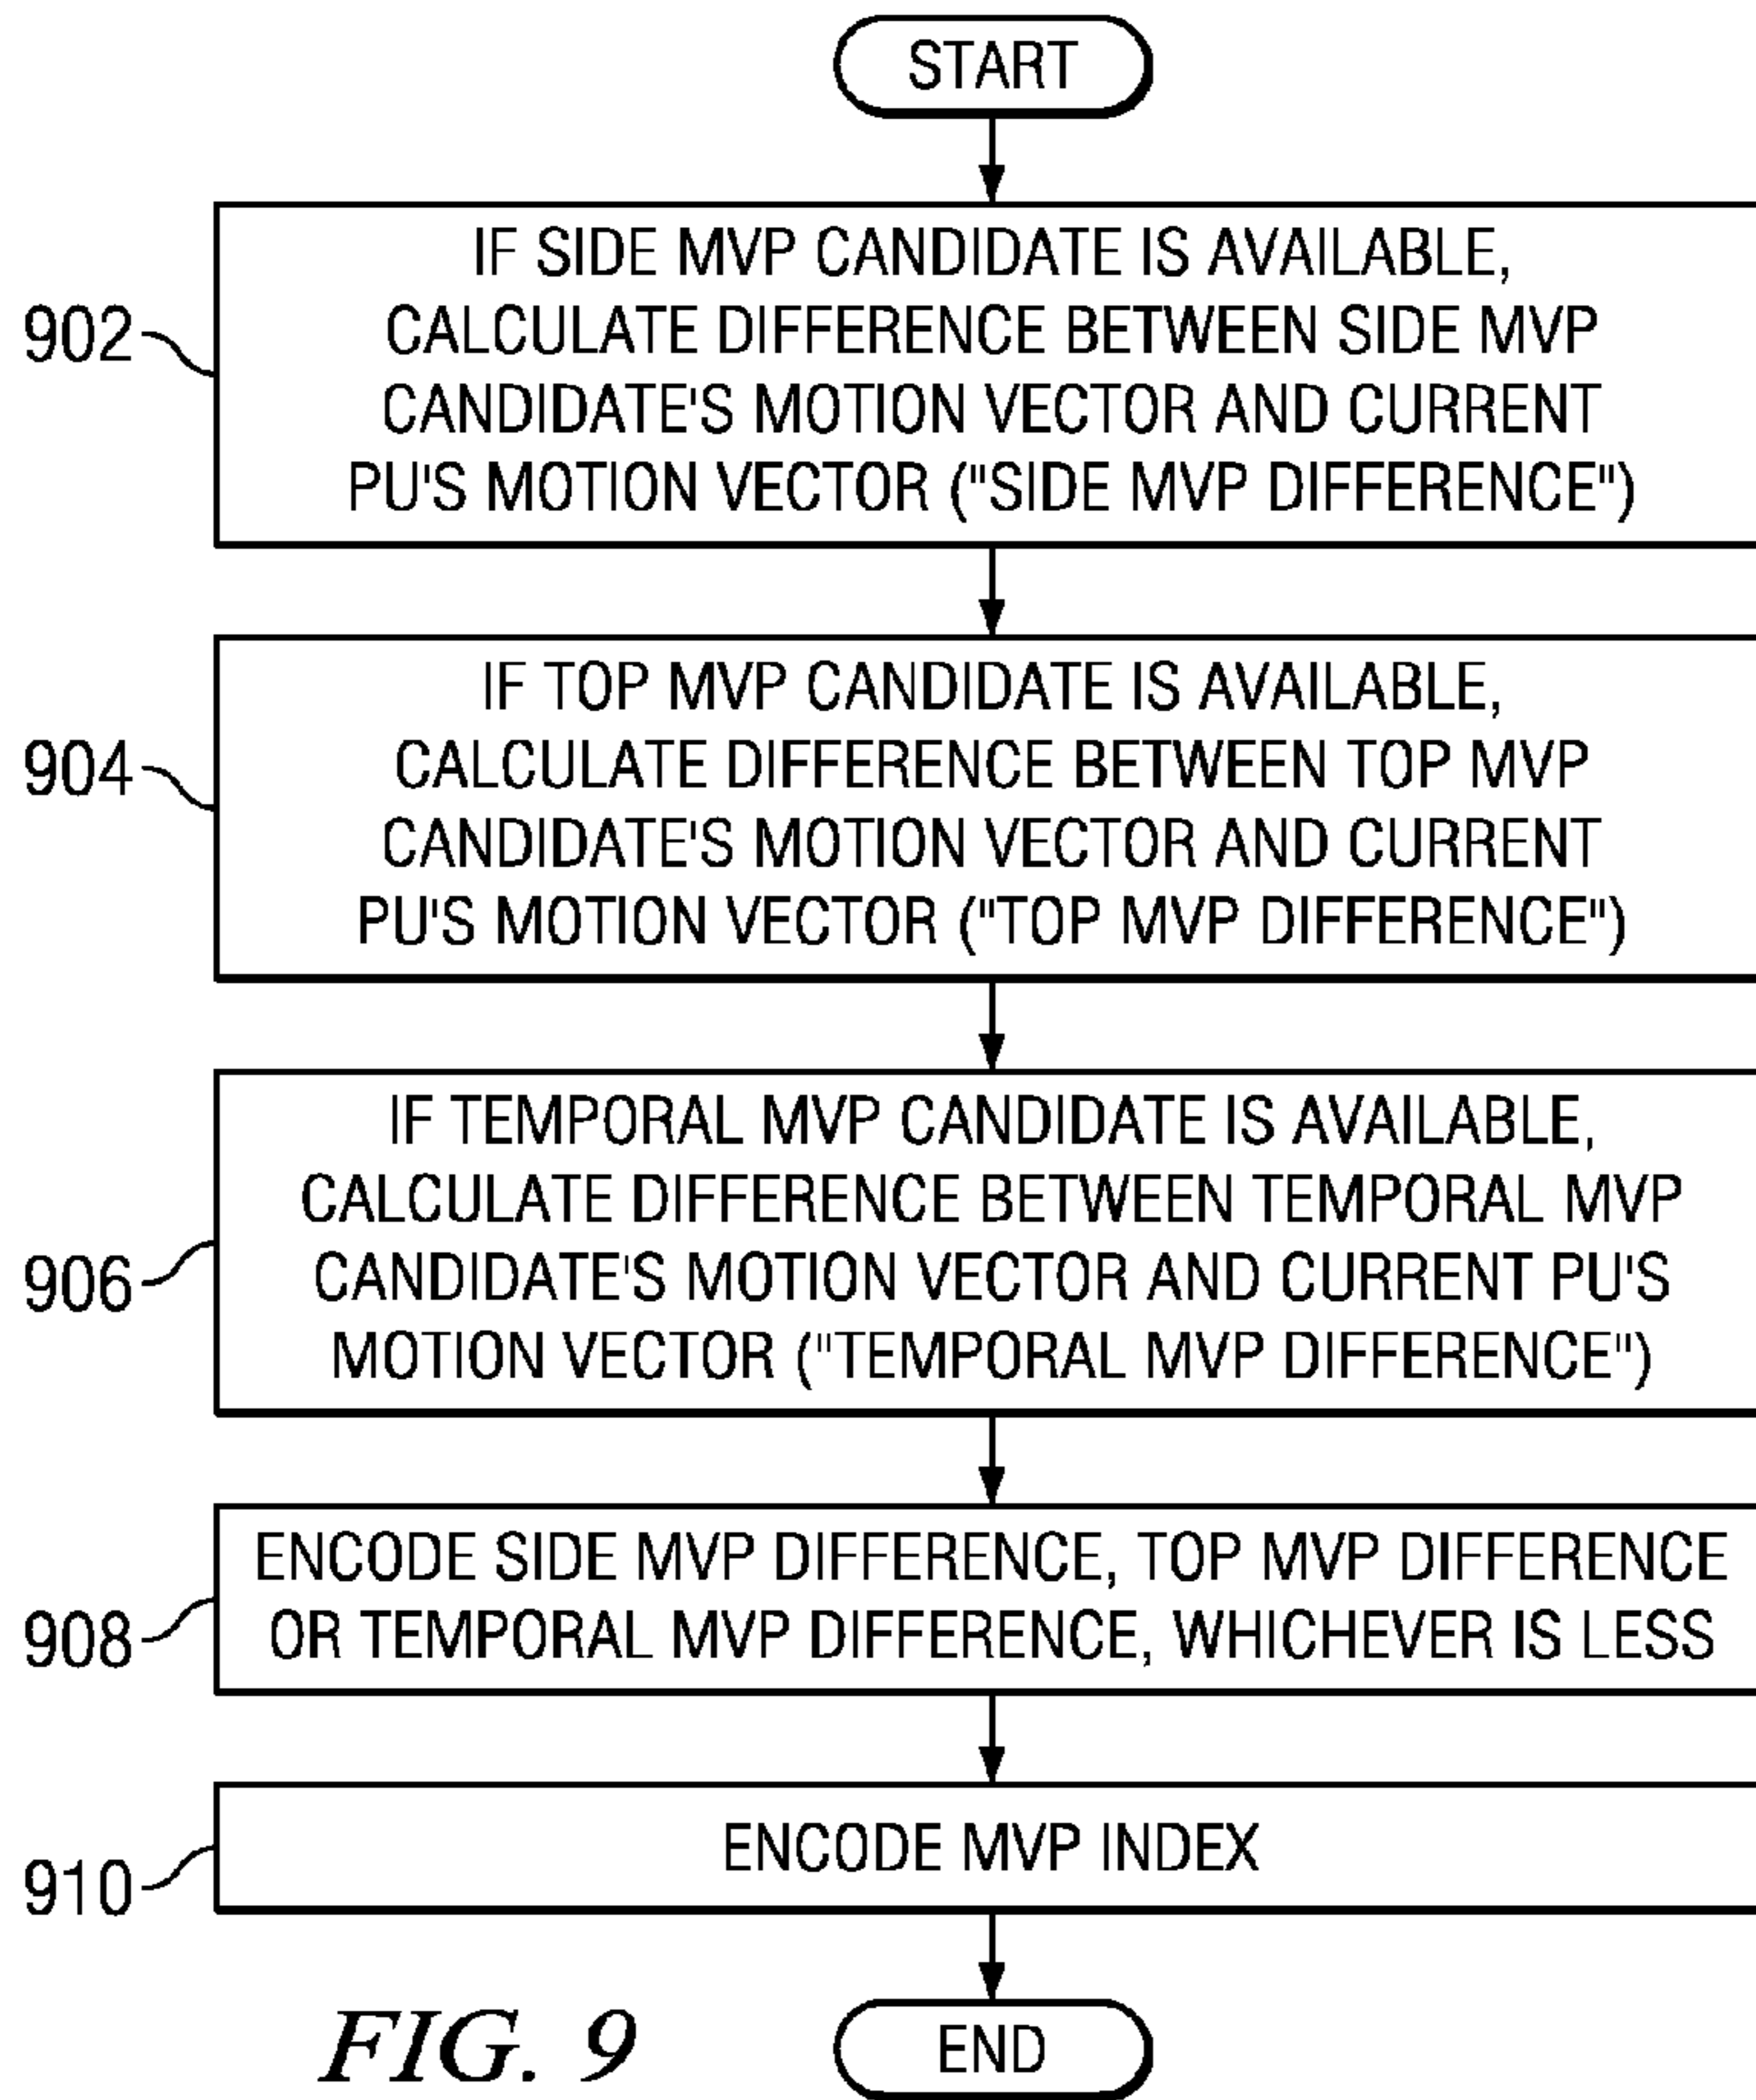 START
902
IF SIDE MVP CANDIDATE IS AVAILABLE,
CALCULATE DIFFERENCE BETWEEN SIDE MVP
CANDIDATE'S MOTION VECTOR AND CURRENT
PU'S MOTION VECTOR ("SIDE MVP DIFFERENCE")
904
IF TOP MVP CANDIDATE IS AVAILABLE,
CALCULATE DIFFERENCE BETWEEN TOP MVP
CANDIDATE'S MOTION VECTOR AND CURRENT
PU'S MOTION VECTOR ("TOP MVP DIFFERENCE")
906
IF TEMPORAL MVP CANDIDATE IS AVAILABLE,
CALCULATE DIFFERENCE BETWEEN TEMPORAL MVP
CANDIDATE'S MOTION VECTOR AND CURRENT PU'S
MOTION VECTOR ("TEMPORAL MVP DIFFERENCE")
908
ENCODE SIDE MVP DIFFERENCE, TOP MVP DIFFERENCE
OR TEMPORAL MVP DIFFERENCE, WHICHEVER IS LESS
910
ENCODE MVP INDEX
END
FIG. 9